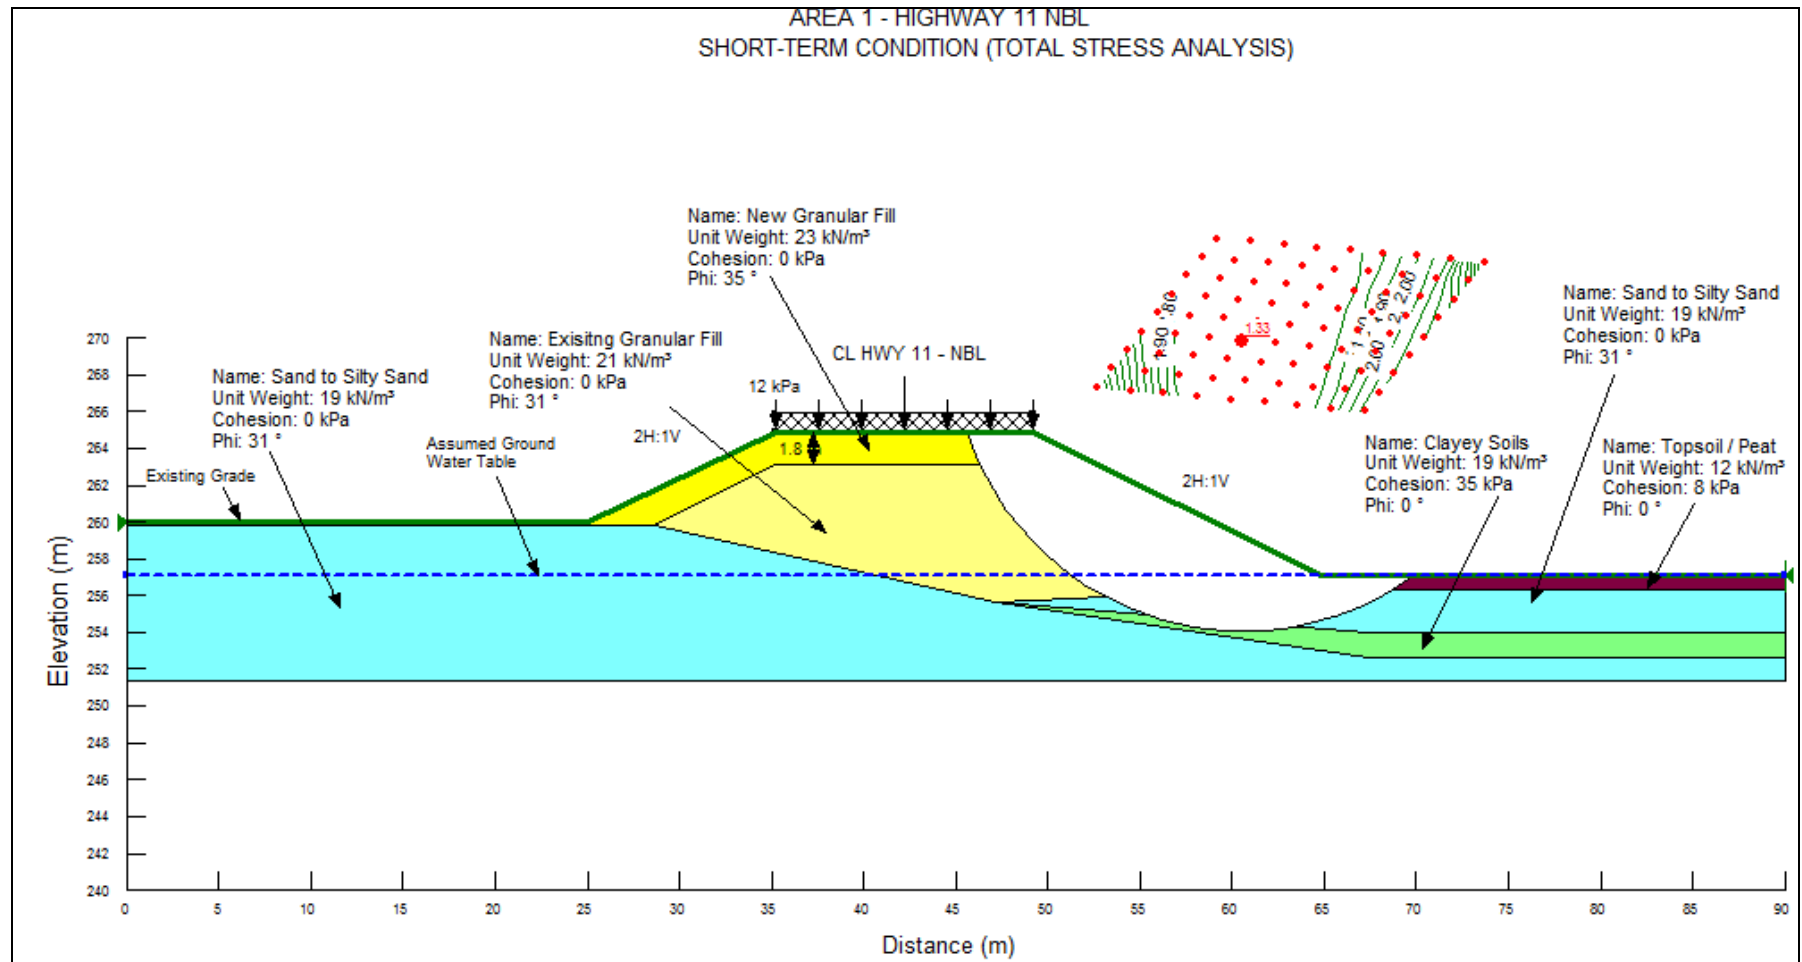 AREA 1 - HIGHWAY 11 NBL
SHORT-TERM CONDITION (TOTAL STRESS ANALYSIS)
Name: New Granular Fill
Unit Weight: 23 kN/m³
Cohesion: 0 kPa
Phi: 35 °
Name: Exisitng Granular Fill
Unit Weight: 21 kN/m³
Cohesion: 0 kPa
Phi: 31 °
Name: Sand to Silty Sand
Unit Weight: 19 kN/m³
Cohesion: 0 kPa
Phi: 31 °
Assumed Ground
Water Table
Existing Grade
2H:1V
12 kPa
CL HWY 11 - NBL
1.8
2H:1V
1.33
2.00
2.00
Name: Sand to Silty Sand
Unit Weight: 19 kN/m³
Cohesion: 0 kPa
Phi: 31 °
Name: Clayey Soils
Unit Weight: 19 kN/m³
Cohesion: 35 kPa
Phi: 0 °
Name: Topsoil / Peat
Unit Weight: 12 kN/m³
Cohesion: 8 kPa
Phi: 0 °
Elevation (m)
270
268
266
264
262
260
258
256
254
252
250
248
246
244
242
240
0 5 10 15 20 25 30 35 40 45 50 55 60 65 70 75 80 85 90
Distance (m)